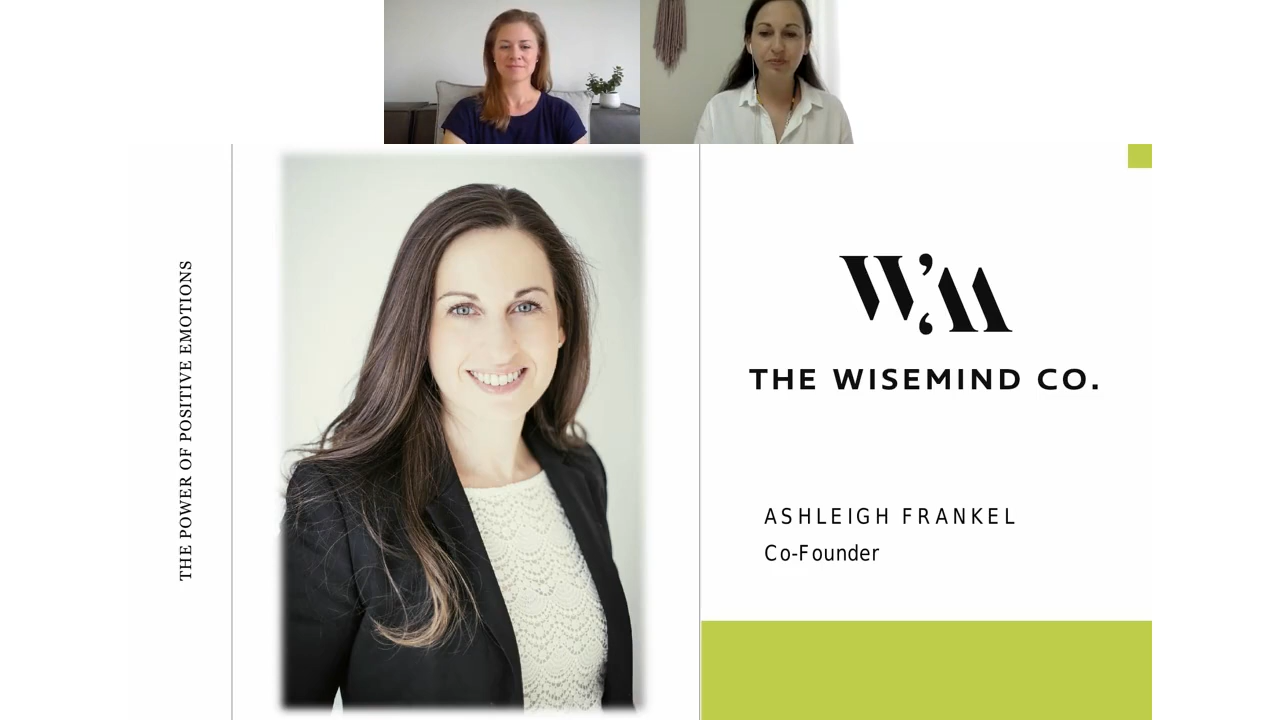 THE POWER OF POSITIVE EMOTIONS
W’M
THE WISEMIND CO.
ASHLEIGH FRANKEL
Co-Founder